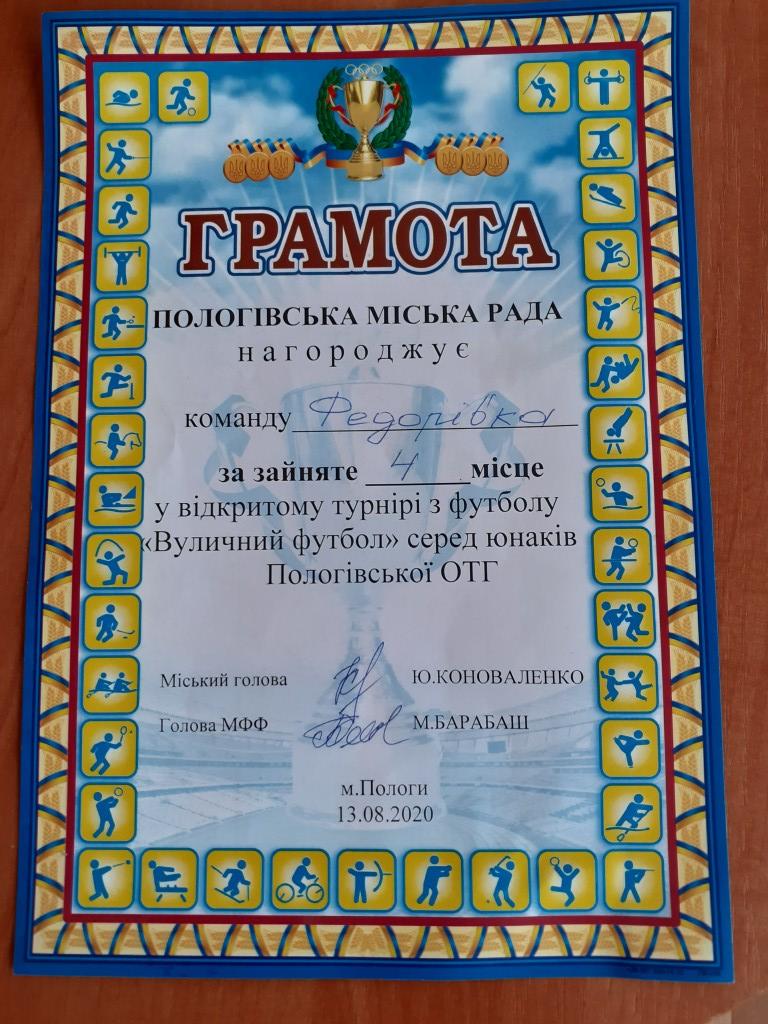 ГРАМОТА
ПОЛОГІВСЬКА МІСЬКА РАДА
нагороджує
команду Федорівка
за зайняте 4 місце
у відкритому турнірі з футболу
«Вуличний футбол» серед юнаків
Пологівської ОТГ
Міський голова Ю.КОНОВАЛЕНКО
Голова МФФ М.БАРАБАШ
м.Пологи
13.08.2020